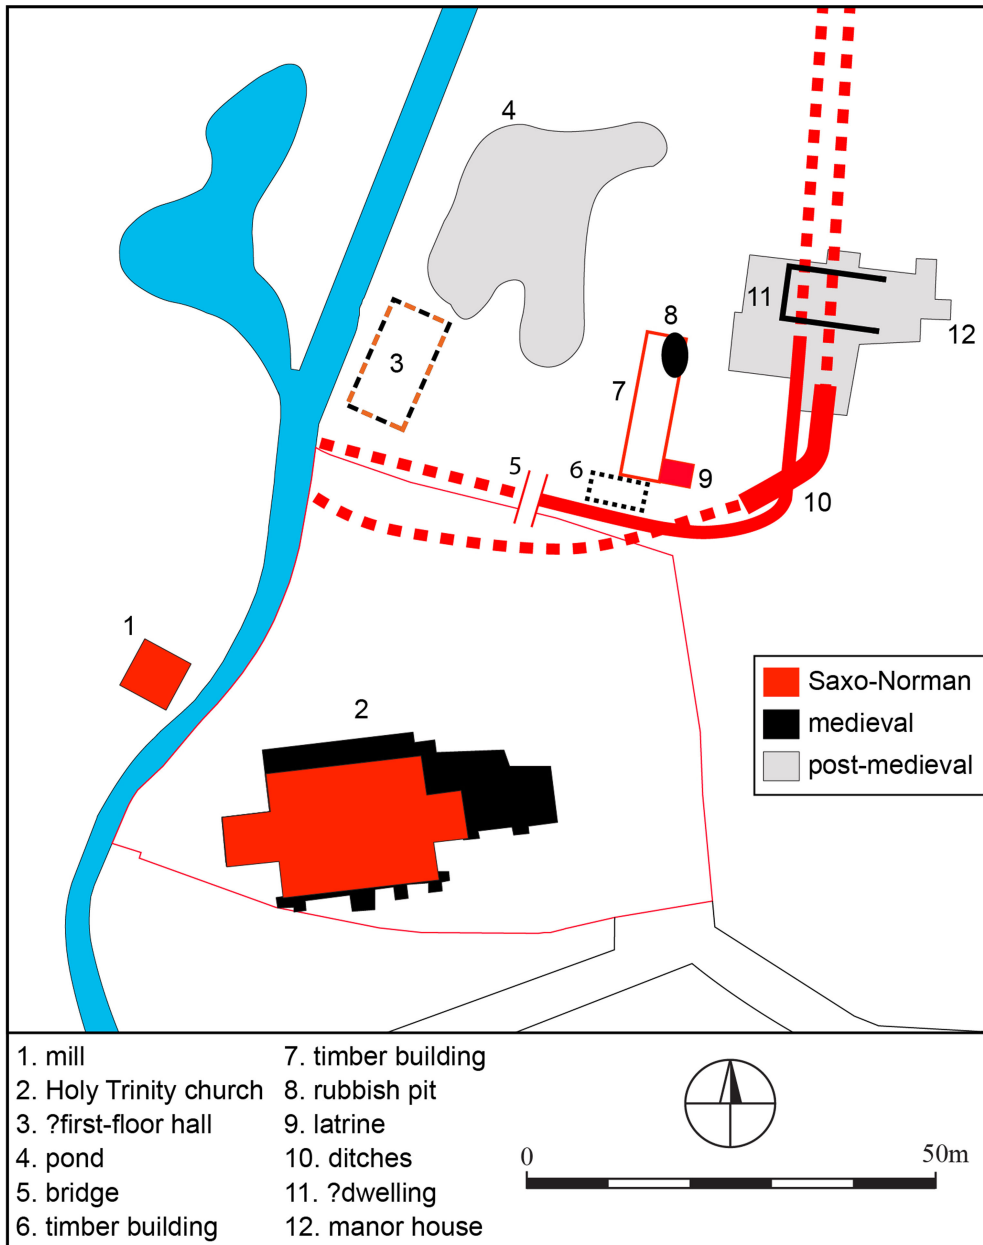 4
11
12
8
3
7
5
6
9
10
1
2
Saxo-Norman
medieval
post-medieval
1. mill
2. Holy Trinity church
3. ?first-floor hall
4. pond
5. bridge
6. timber building
7. timber building
8. rubbish pit
9. latrine
10. ditches
11. ?dwelling
12. manor house
0 50m